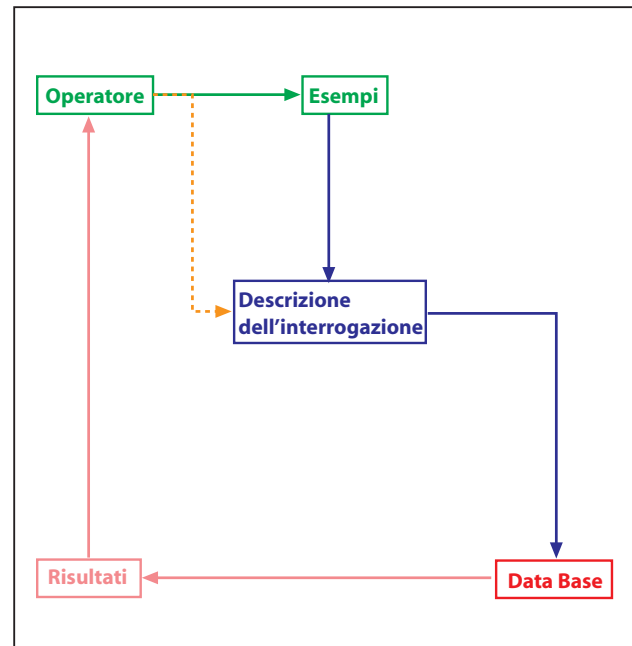 Operatore
Esempi
Descrizione
dell’interrogazione
Risultati
Data Base